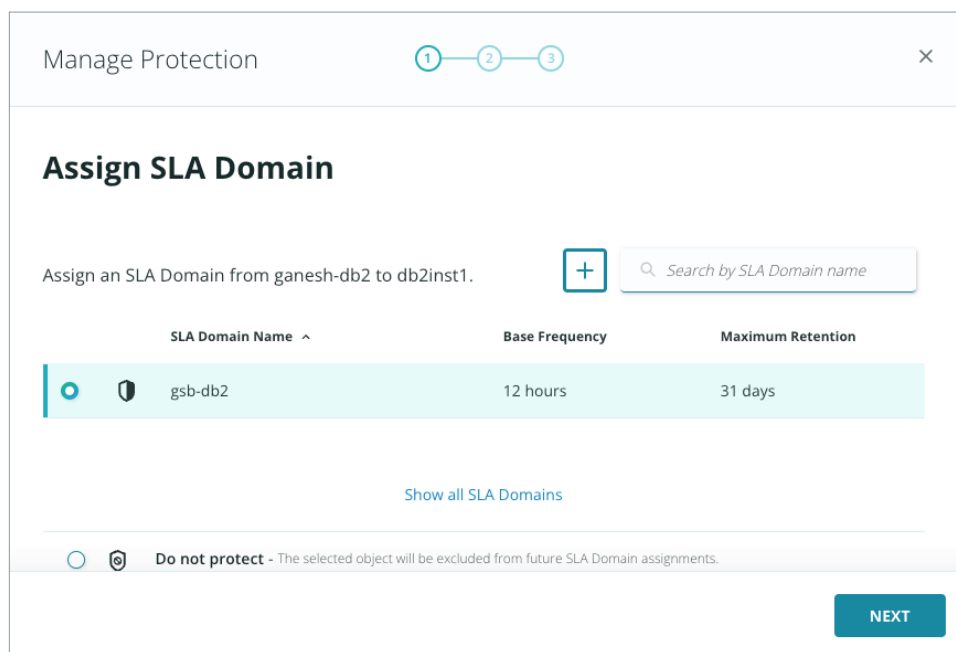 Manage Protection
1 2 3
Assign SLA Domain
Assign an SLA Domain from ganesh-db2 to db2inst1.
Search by SLA Domain name
SLA Domain Name Base Frequency Maximum Retention
gsb-db2 12 hours 31 days
Show all SLA Domains
Do not protect - The selected object will be excluded from future SLA Domain assignments.
NEXT